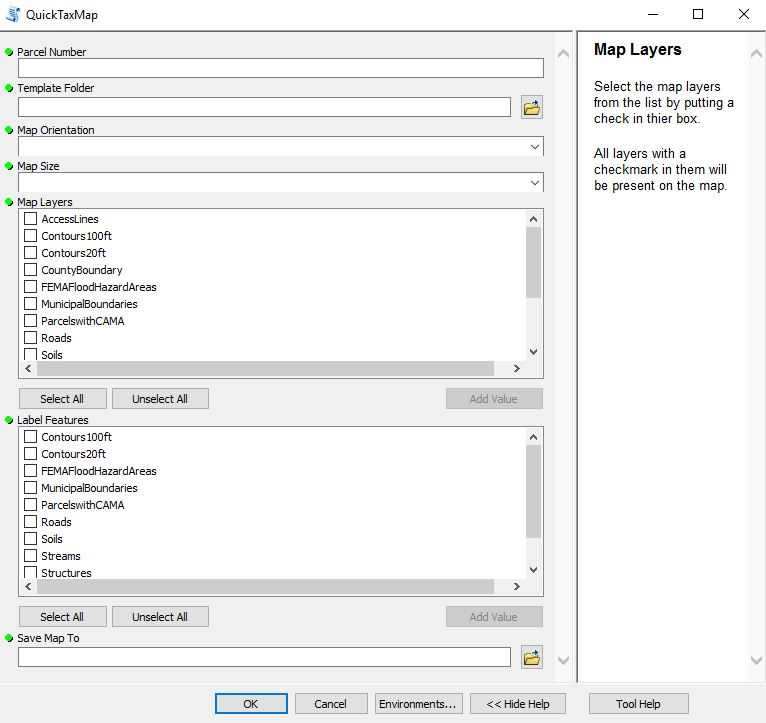 QuickTaxMap
Parcel Number
Template Folder
Map Orientation
Map Size
Map Layers
AccessLines
Contours100ft
Contours20ft
CountyBoundary
FEMAFloodHazardAreas
MunicipalBoundaries
ParcelswithCAMA
Roads
Soils
Select All
Unselect All
Add Value
Label Features
Contours100ft
Contours20ft
FEMAFloodHazardAreas
MunicipalBoundaries
ParcelswithCAMA
Roads
Soils
Streams
Structures
Select All
Unselect All
Add Value
Save Map To
Map Layers
Select the map layers
from the list by putting a
check in thier box.
All layers with a
checkmark in them will
be present on the map.
OK
Cancel
Environments...
<< Hide Help
Tool Help